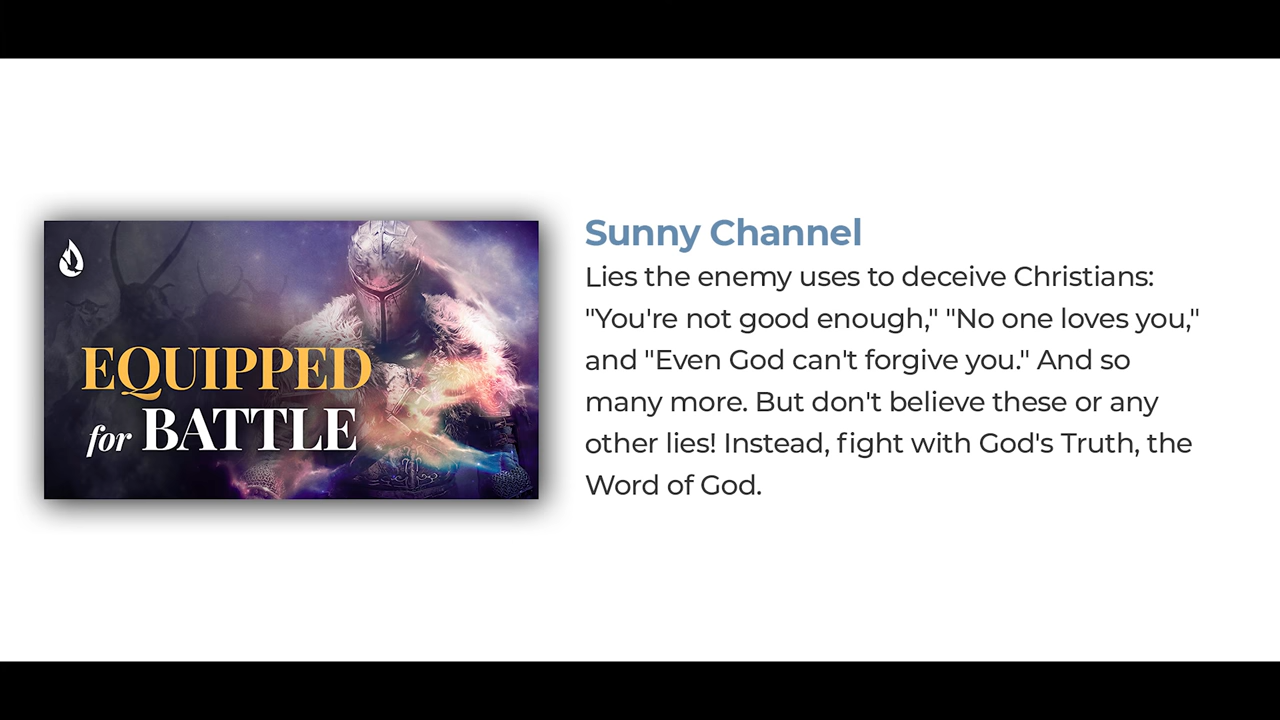 EQUIPPED
for BATTLE
Sunny Channel
Lies the enemy uses to deceive Christians:
"You're not good enough," "No one loves you,"
and "Even God can't forgive you." And so
many more. But don't believe these or any
other lies! Instead, fight with God's Truth, the
Word of God.